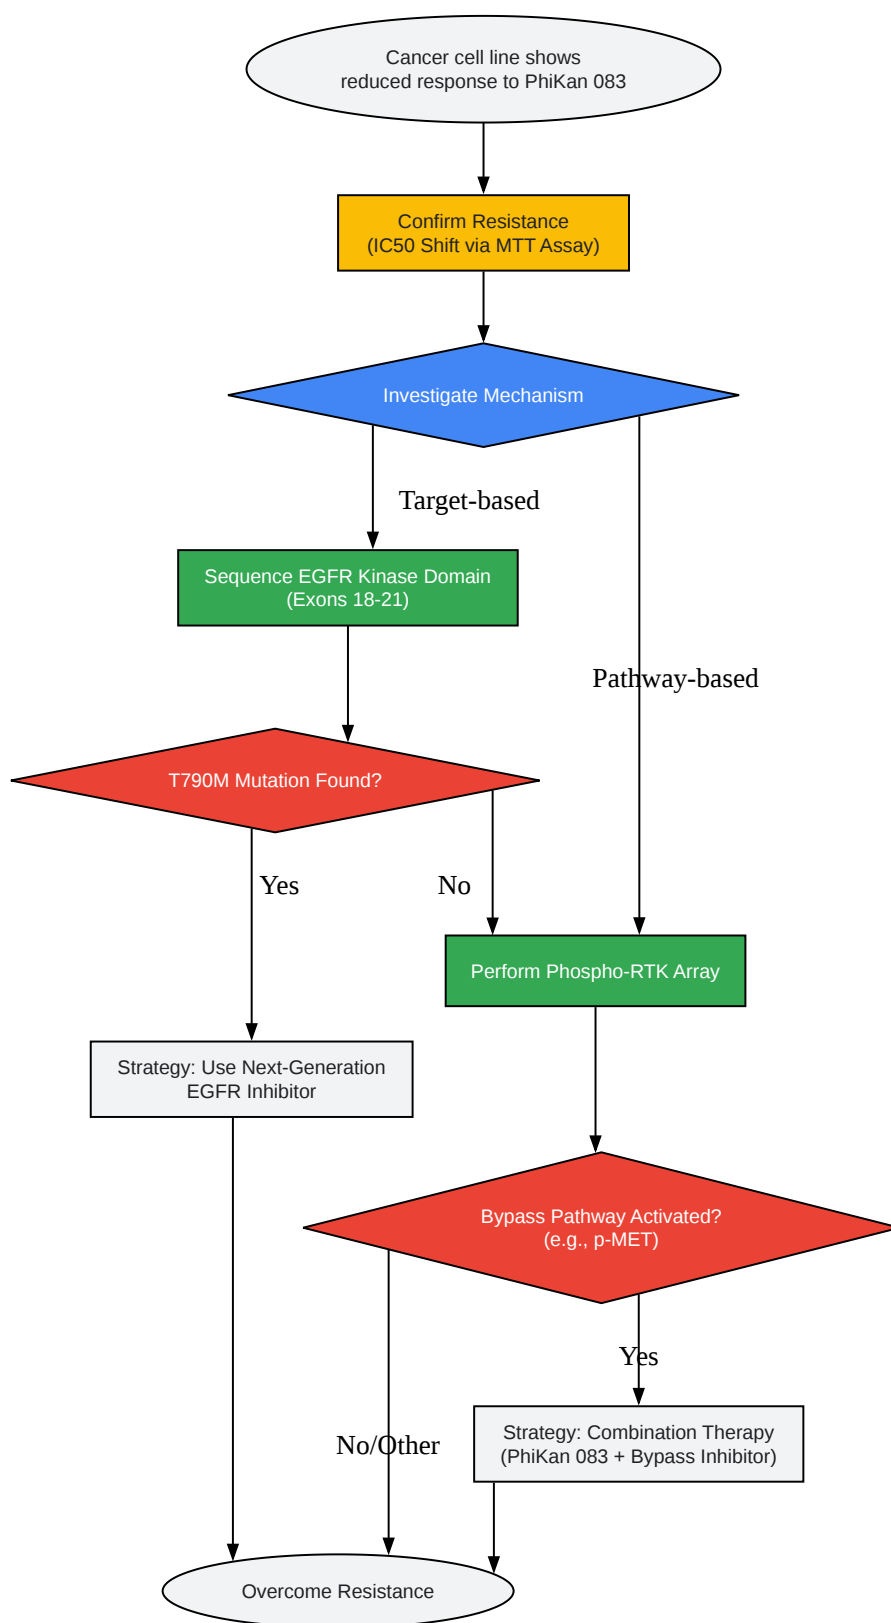 Cancer cell line shows
reduced response to PhiKan 083
Confirm Resistance
(IC50 Shift via MTT Assay)
Investigate Mechanism
Target-based
Sequence EGFR Kinase Domain
(Exons 18-21)
Pathway-based
T790M Mutation Found?
Yes
No
Perform Phospho-RTK Array
Strategy: Use Next-Generation
EGFR Inhibitor
Bypass Pathway Activated?
(e.g., p-MET)
Yes
No/Other
Strategy: Combination Therapy
(PhiKan 083 + Bypass Inhibitor)
Overcome Resistance